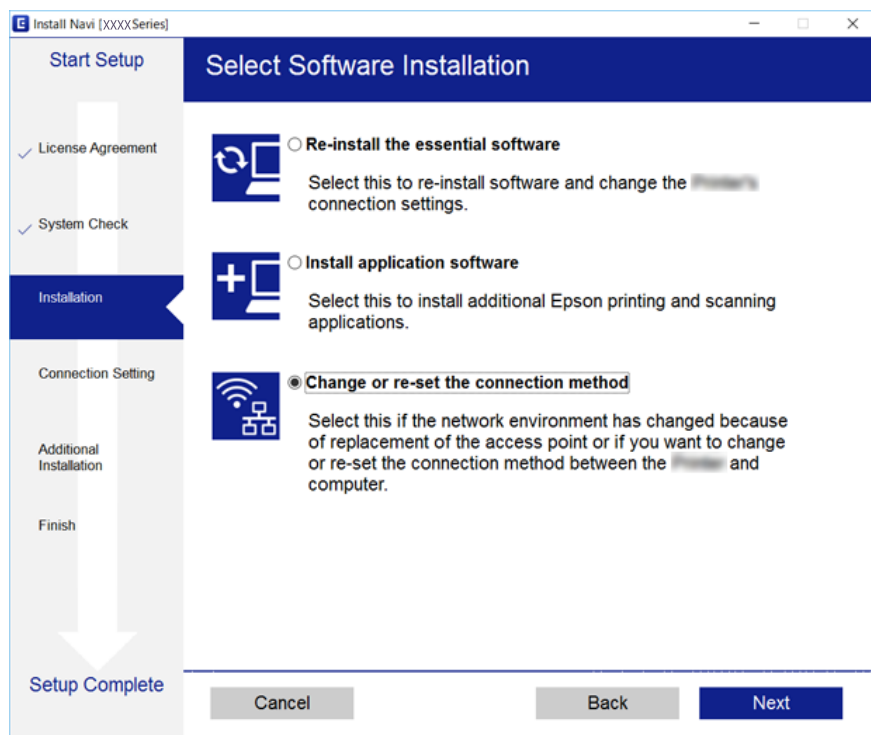 Install Navi [XXXX Series]
Start Setup
Select Software Installation
License Agreement
System Check
Installation
Connection Setting
Additional
Installation
Finish
Setup Complete
Re-install the essential software
Select this to re-install software and change the
connection settings.
Install application software
Select this to install additional Epson printing and scanning
applications.
Change or re-set the connection method
Select this if the network environment has changed because
of replacement of the access point or if you want to change
or re-set the connection method between the and
computer.
Cancel
Back
Next